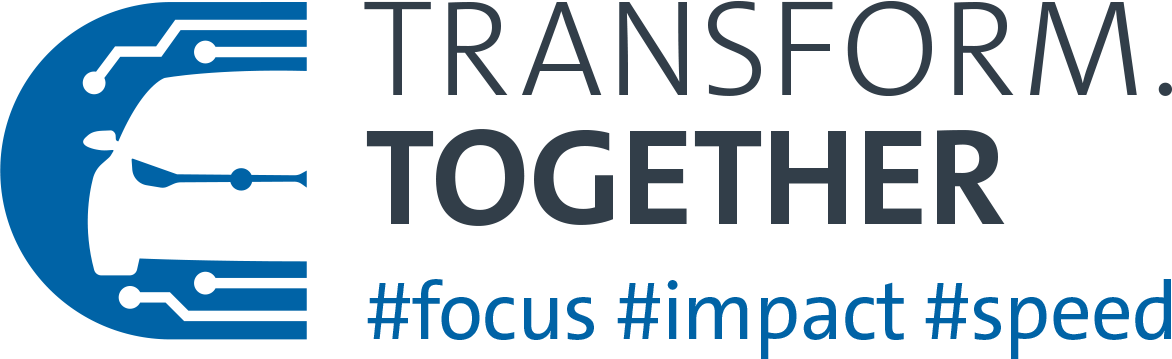 TRANSFORM.
TOGETHER
#focus #impact #speed